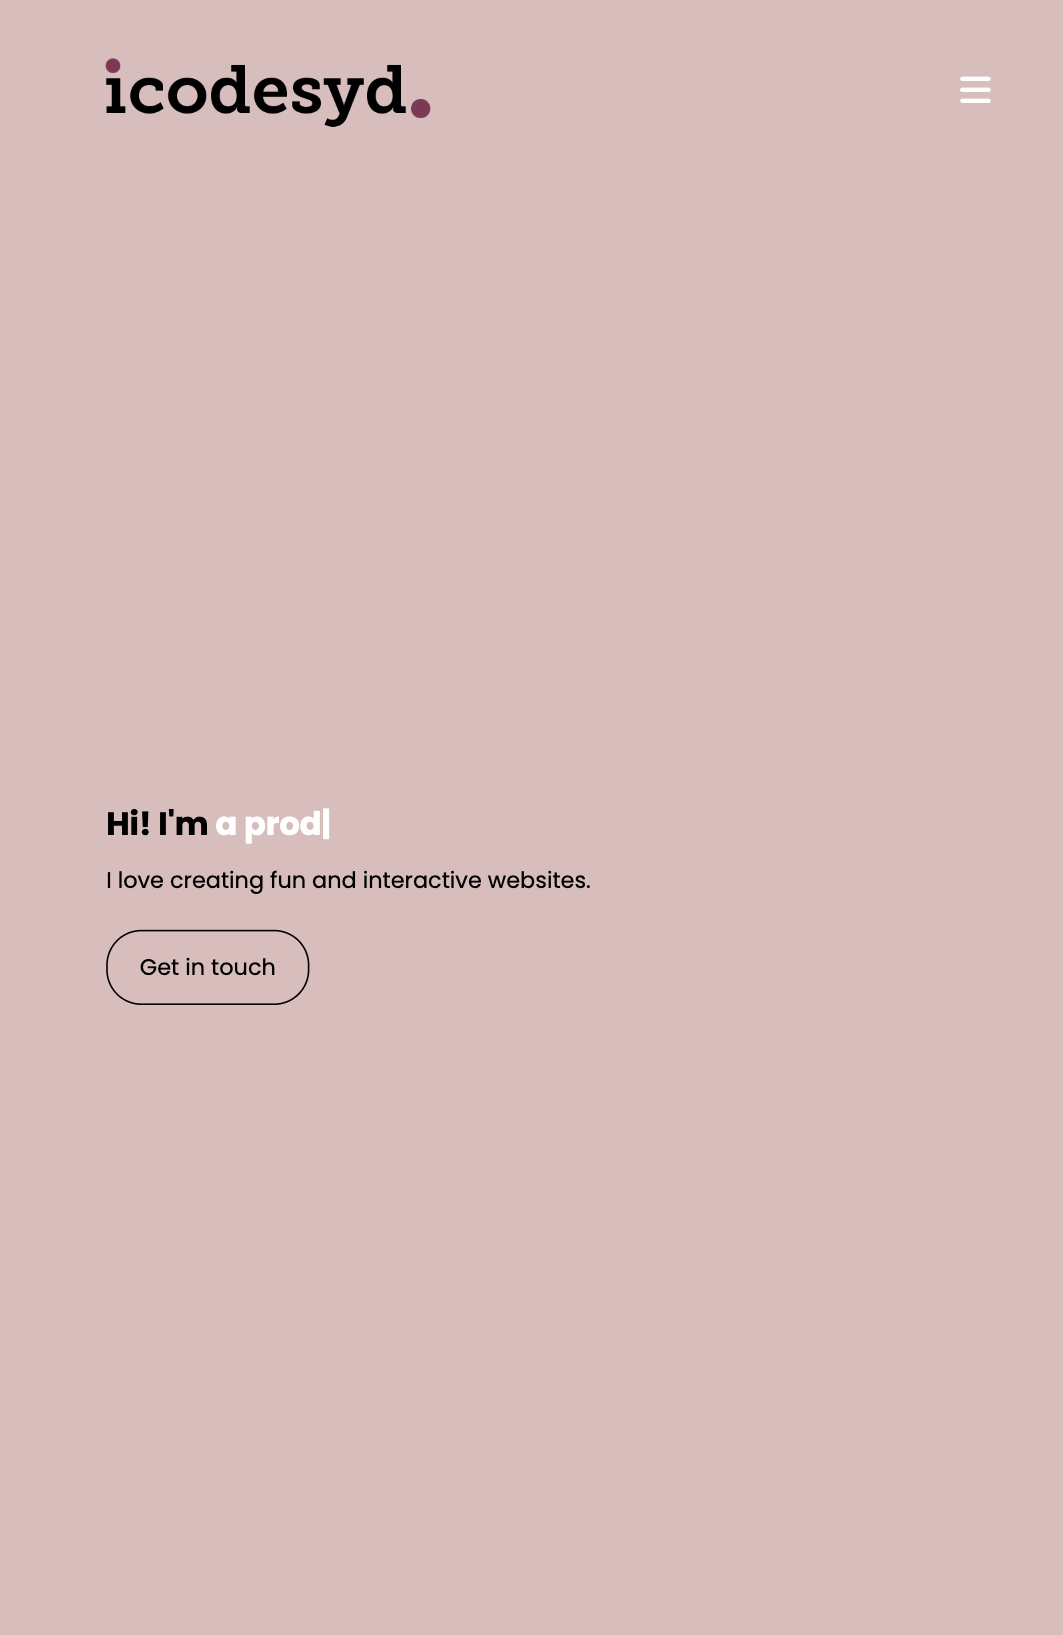 icodesyd.
Hi! I'm a prod|
I love creating fun and interactive websites.
Get in touch